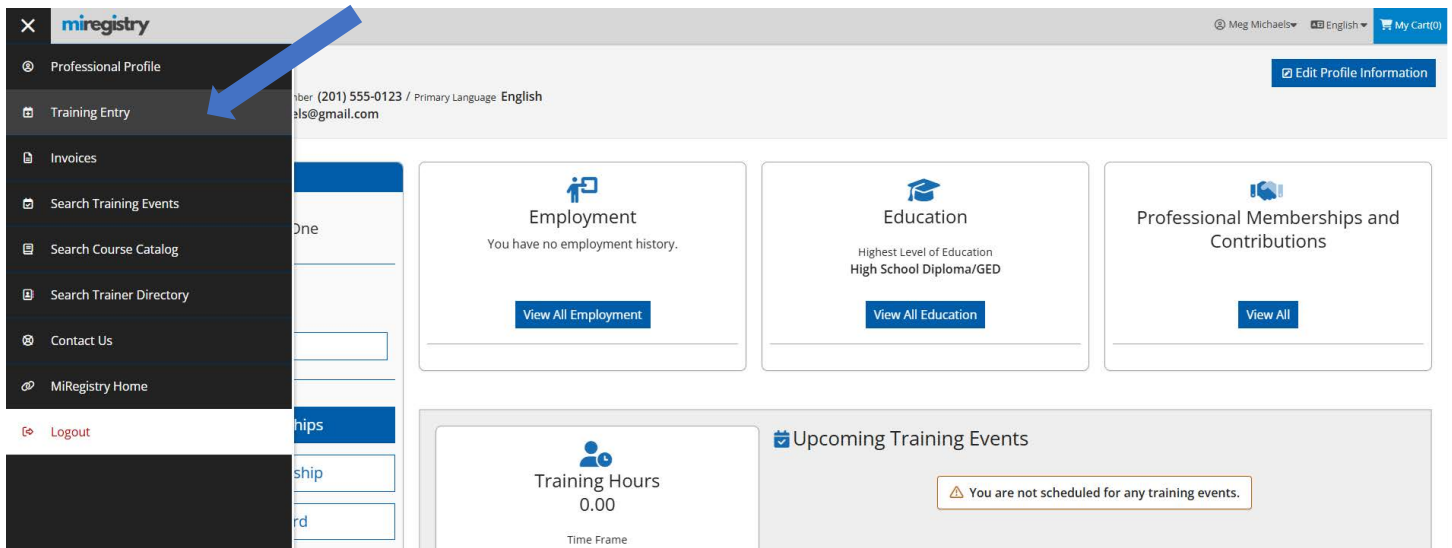 miregistry
Meg Michaels
English
My Cart(0)
Professional Profile
Training Entry
Invoices
Search Training Events
Search Course Catalog
Search Trainer Directory
Contact Us
MiRegistry Home
Logout
Edit Profile Information
(201) 555-0123 / Primary Language English
els@gmail.com
One
hips
ship
rd
Employment
You have no employment history.
View All Employment
Education
Highest Level of Education
High School Diploma/GED
View All Education
Professional Memberships and
Contributions
View All
Training Hours
0.00
Time Frame
Upcoming Training Events
You are not scheduled for any training events.